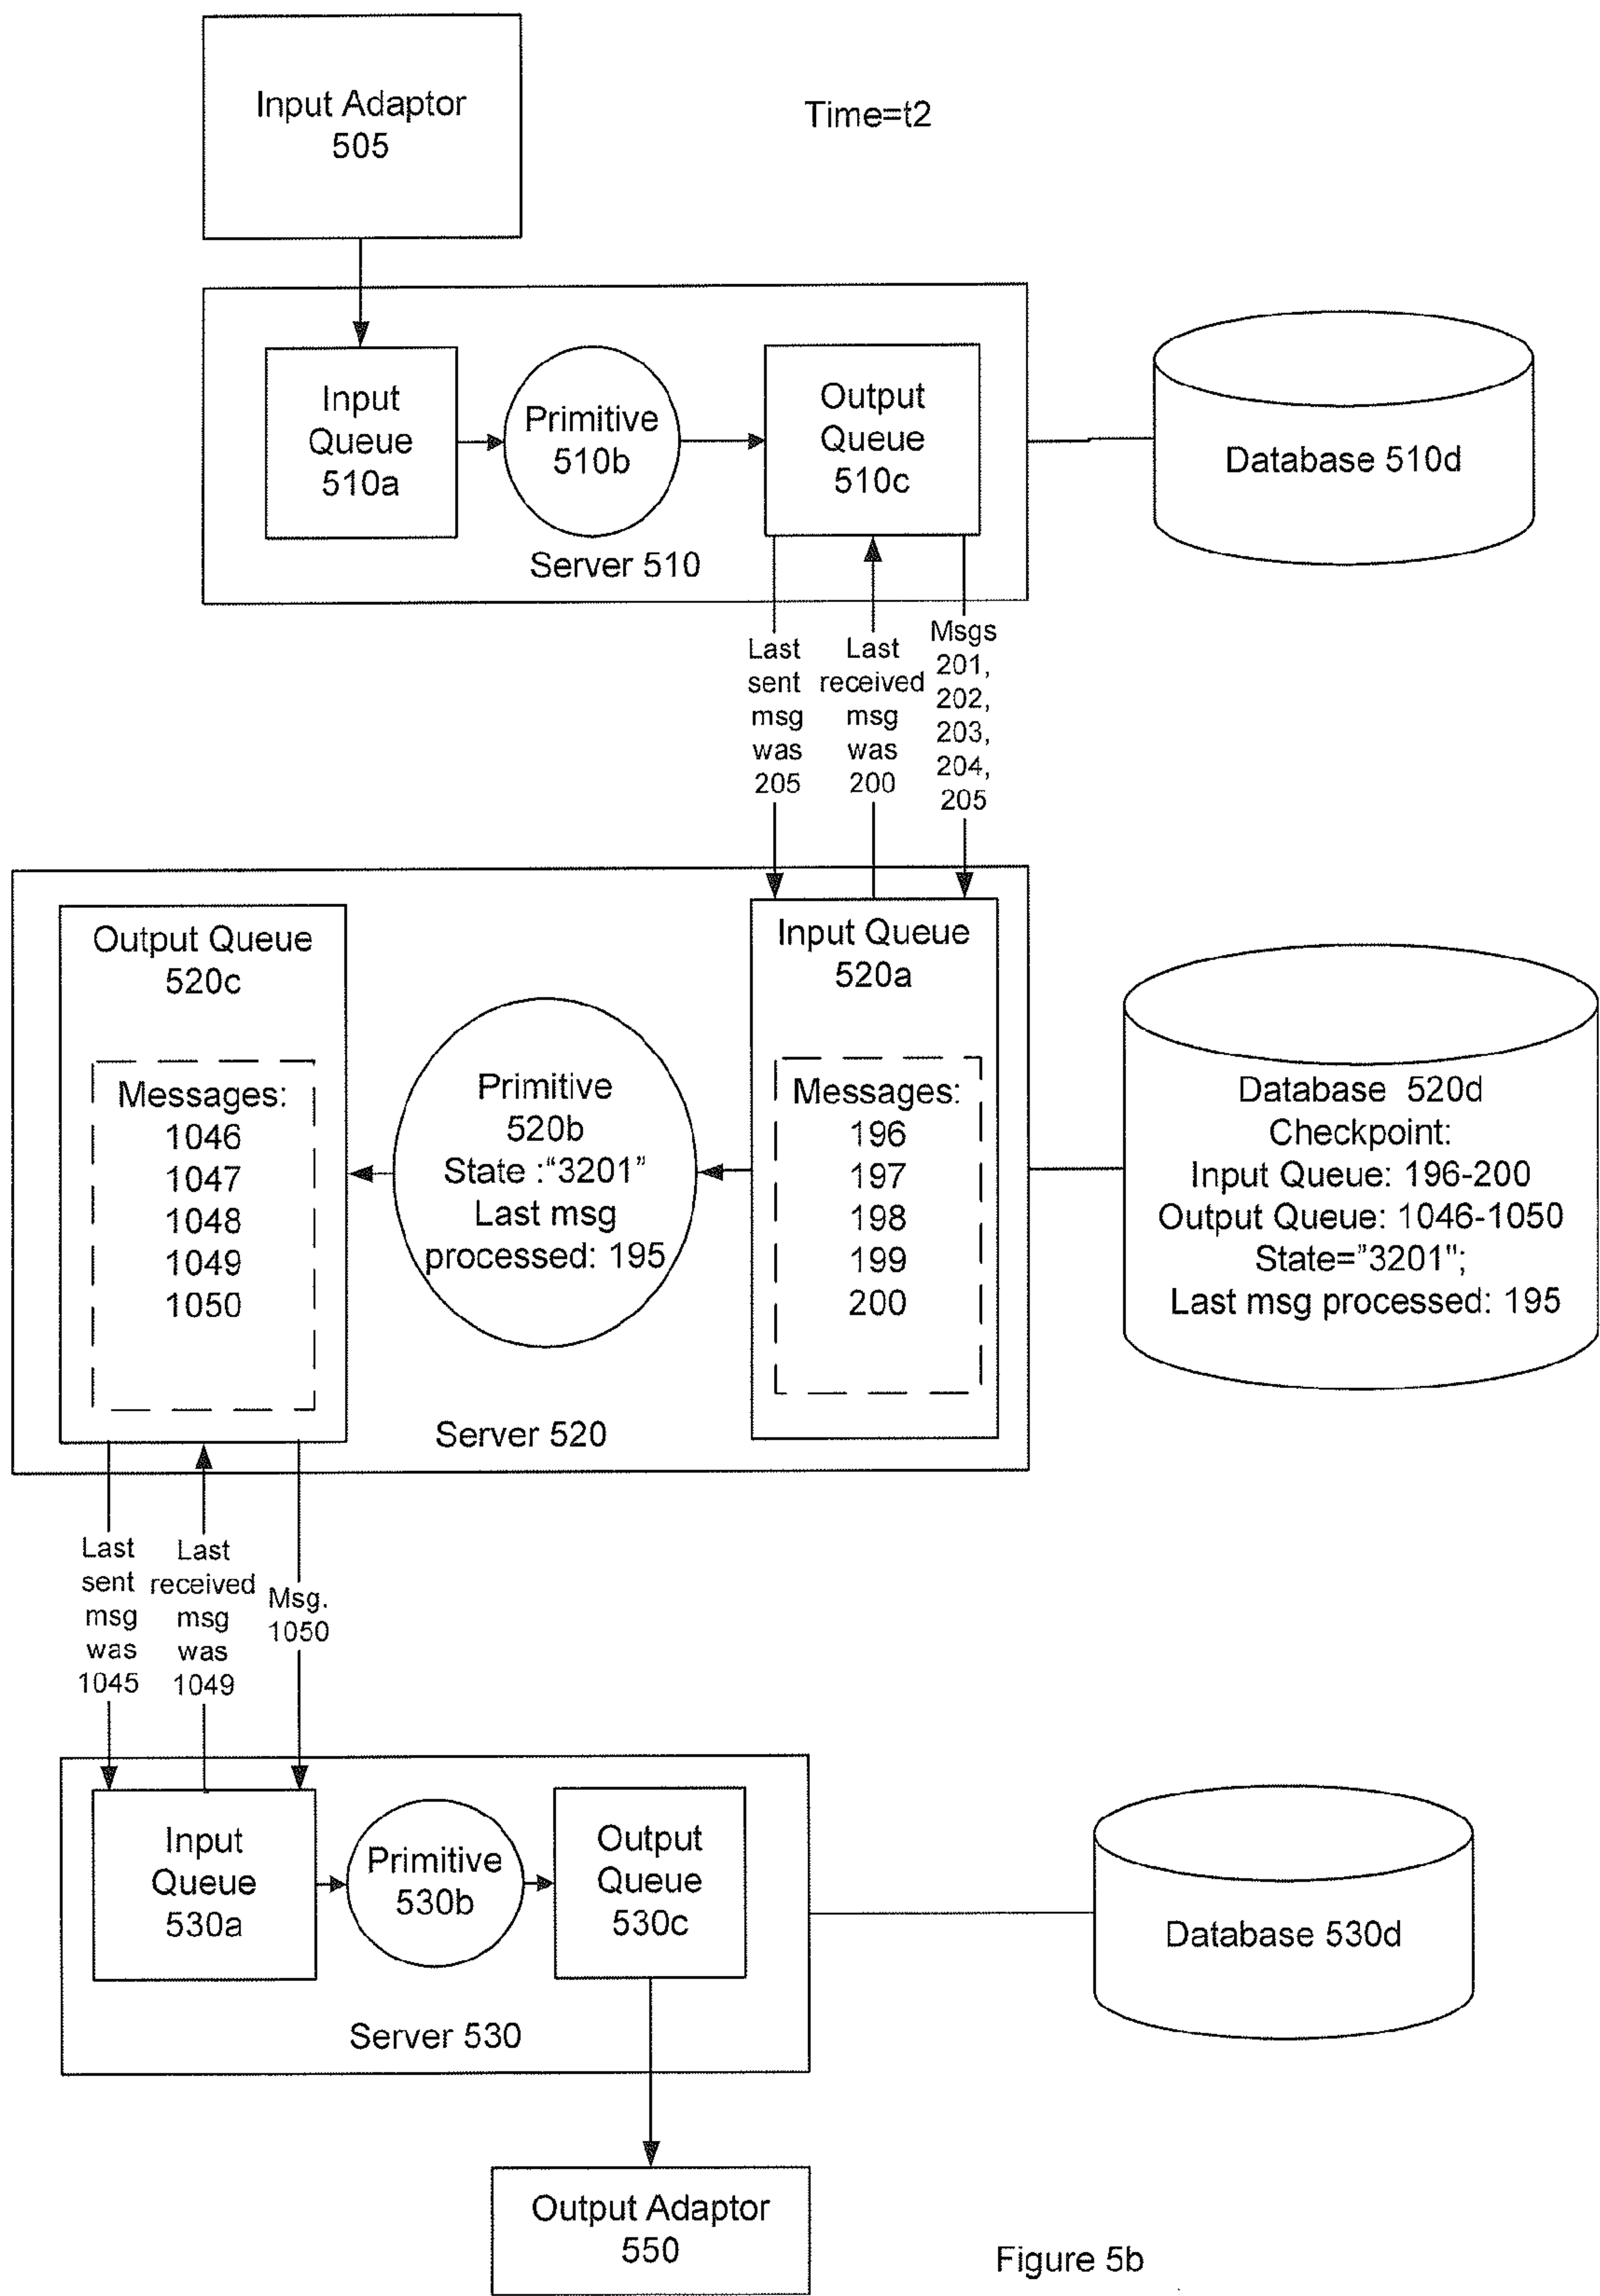 Input Adaptor
505
Time=t2
Input
Queue
510a
Primitive
510b
Output
Queue
510c
Server 510
Database 510d
Last
sent
msg
was
205
Last
received
msg
was
200
Msgs
201,
202,
203,
204,
205
Output Queue
520c
Messages:
1046
1047
1048
1049
1050
Primitive
520b
State :“3201”
Last msg
processed: 195
Input Queue
520a
Messages:
196
197
198
199
200
Server 520
Database 520d
Checkpoint:
Input Queue: 196-200
Output Queue: 1046-1050
State=”3201";
Last msg processed: 195
Last
sent
msg
was
1045
Last
received
msg
was
1049
Msg.
1050
Input
Queue
530a
Primitive
530b
Output
Queue
530c
Server 530
Database 530d
Output Adaptor
550
Figure 5b